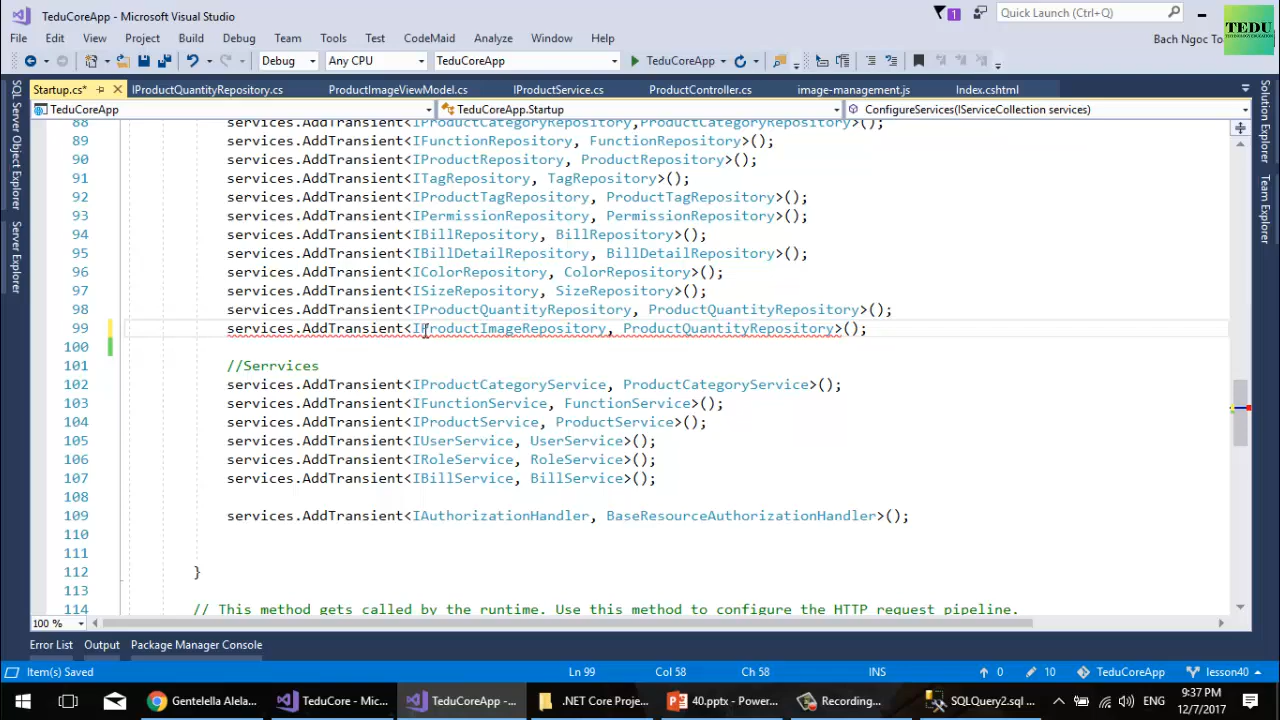 TeduCoreApp - Microsoft Visual Studio
1
Quick Launch (Ctrl+Q)
TEDU
File Edit View Project Build Debug Team Tools Test CodeMaid Analyze Window Help
Bach Ngoc To
Debug Any CPU TeduCoreApp TeduCoreApp
Startup.cs* IProductQuantityRepository.cs ProductImageViewModel.cs IProductService.cs ProductController.cs image-management.js Index.cshtml
TeduCoreApp TeduCoreApp.Startup ConfigureServices(IServiceCollection services)
SQL Server Object Explorer
Server Explorer
Solution Explorer
Team Explorer
88 services.AddTransient<IProductCategoryRepository,ProductCategoryRepository>();
89 services.AddTransient<IFunctionRepository, FunctionRepository>();
90 services.AddTransient<IProductRepository, ProductRepository>();
91 services.AddTransient<ITagRepository, TagRepository>();
92 services.AddTransient<IProductTagRepository, ProductTagRepository>();
93 services.AddTransient<IPermissionRepository, PermissionRepository>();
94 services.AddTransient<IBillRepository, BillRepository>();
95 services.AddTransient<IBillDetailRepository, BillDetailRepository>();
96 services.AddTransient<IColorRepository, ColorRepository>();
97 services.AddTransient<ISizeRepository, SizeRepository>();
98 services.AddTransient<IProductQuantityRepository, ProductQuantityRepository>();
99 services.AddTransient<IProductImageRepository, ProductQuantityRepository>();
100
101 //Serrvices
102 services.AddTransient<IProductCategoryService, ProductCategoryService>();
103 services.AddTransient<IFunctionService, FunctionService>();
104 services.AddTransient<IProductService, ProductService>();
105 services.AddTransient<IUserService, UserService>();
106 services.AddTransient<IRoleService, RoleService>();
107 services.AddTransient<IBillService, BillService>();
108
109 services.AddTransient<IAuthorizationHandler, BaseResourceAuthorizationHandler>();
110
111
112 }
113
114 // This method gets called by the runtime. Use this method to configure the HTTP request pipeline.
100 %
Error List Output Package Manager Console
Item(s) Saved Ln 99 Col 58 Ch 58 INS 0 10 TeduCoreApp lesson40
Gentelella Alela... TeduCore - Mic... TeduCoreApp -... .NET Core Proje... 40.pptx - Power... Recording... SQLQuery2.sql ... ENG 9:37 PM
12/7/2017